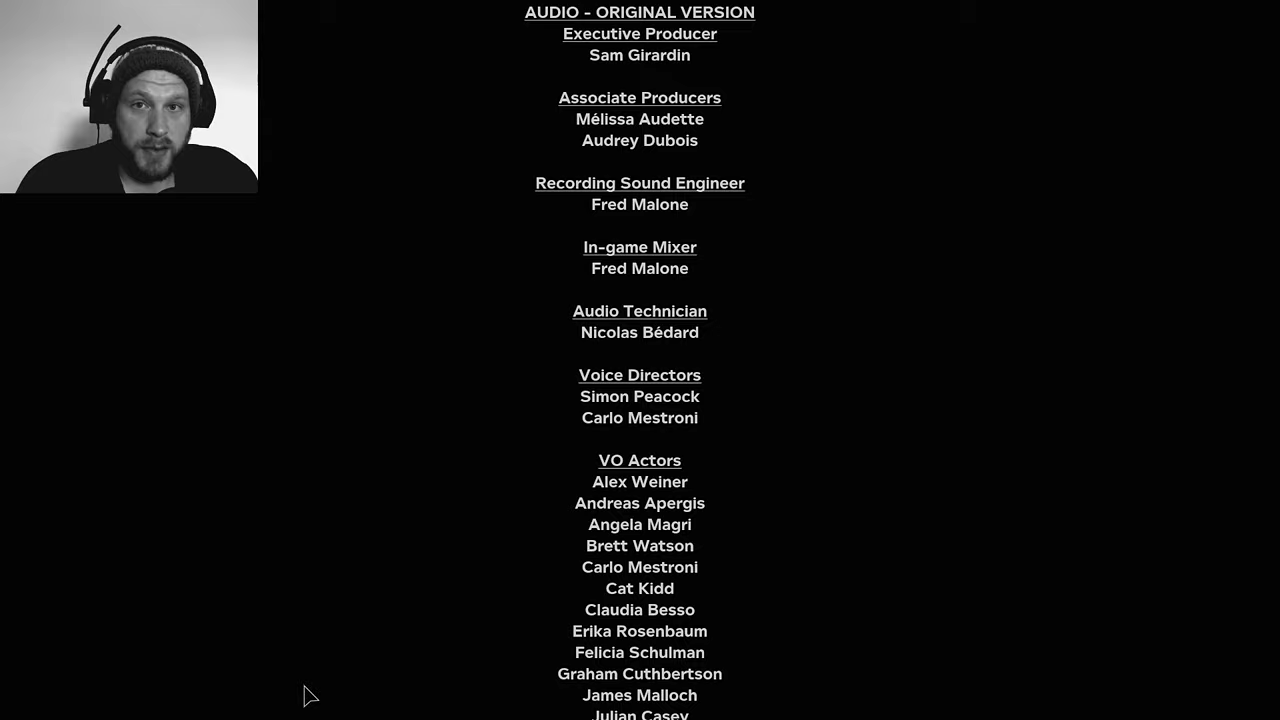 AUDIO - ORIGINAL VERSION
Executive Producer
Sam Girardin
Associate Producers
Mélissa Audette
Audrey Dubois
Recording Sound Engineer
Fred Malone
In-game Mixer
Fred Malone
Audio Technician
Nicolas Bédard
Voice Directors
Simon Peacock
Carlo Mestroni
VO Actors
Alex Weiner
Andreas Apergis
Angela Magri
Brett Watson
Carlo Mestroni
Cat Kidd
Claudia Besso
Erika Rosenbaum
Felicia Schulman
Graham Cuthbertson
James Malloch
Julian Casey